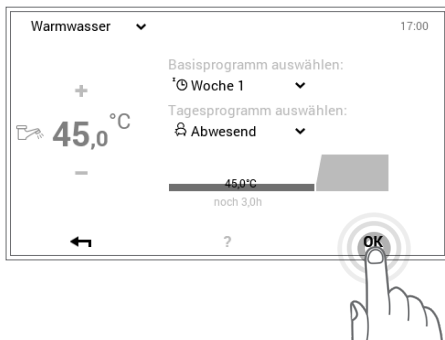 Warmwasser
17:00
Basisprogramm auswählen:
Woche 1
Tagesprogramm auswählen:
Abwesend
+
45,0°C
−
45,0°C
noch 3,0h
?
OK